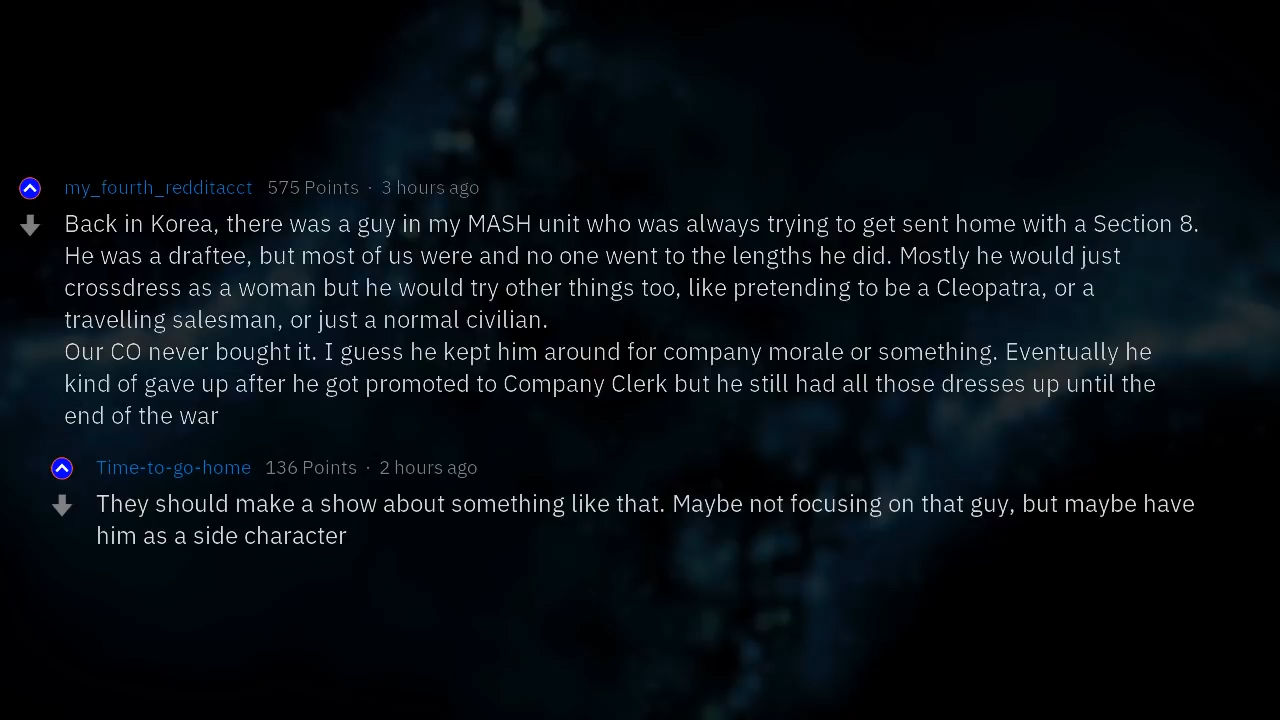 my_fourth_redditacct 575 Points · 3 hours ago
Back in Korea, there was a guy in my MASH unit who was always trying to get sent home with a Section 8.
He was a draftee, but most of us were and no one went to the lengths he did. Mostly he would just
crossdress as a woman but he would try other things too, like pretending to be a Cleopatra, or a
travelling salesman, or just a normal civilian.
Our CO never bought it. I guess he kept him around for company morale or something. Eventually he
kind of gave up after he got promoted to Company Clerk but he still had all those dresses up until the
end of the war
Time-to-go-home 136 Points · 2 hours ago
They should make a show about something like that. Maybe not focusing on that guy, but maybe have
him as a side character